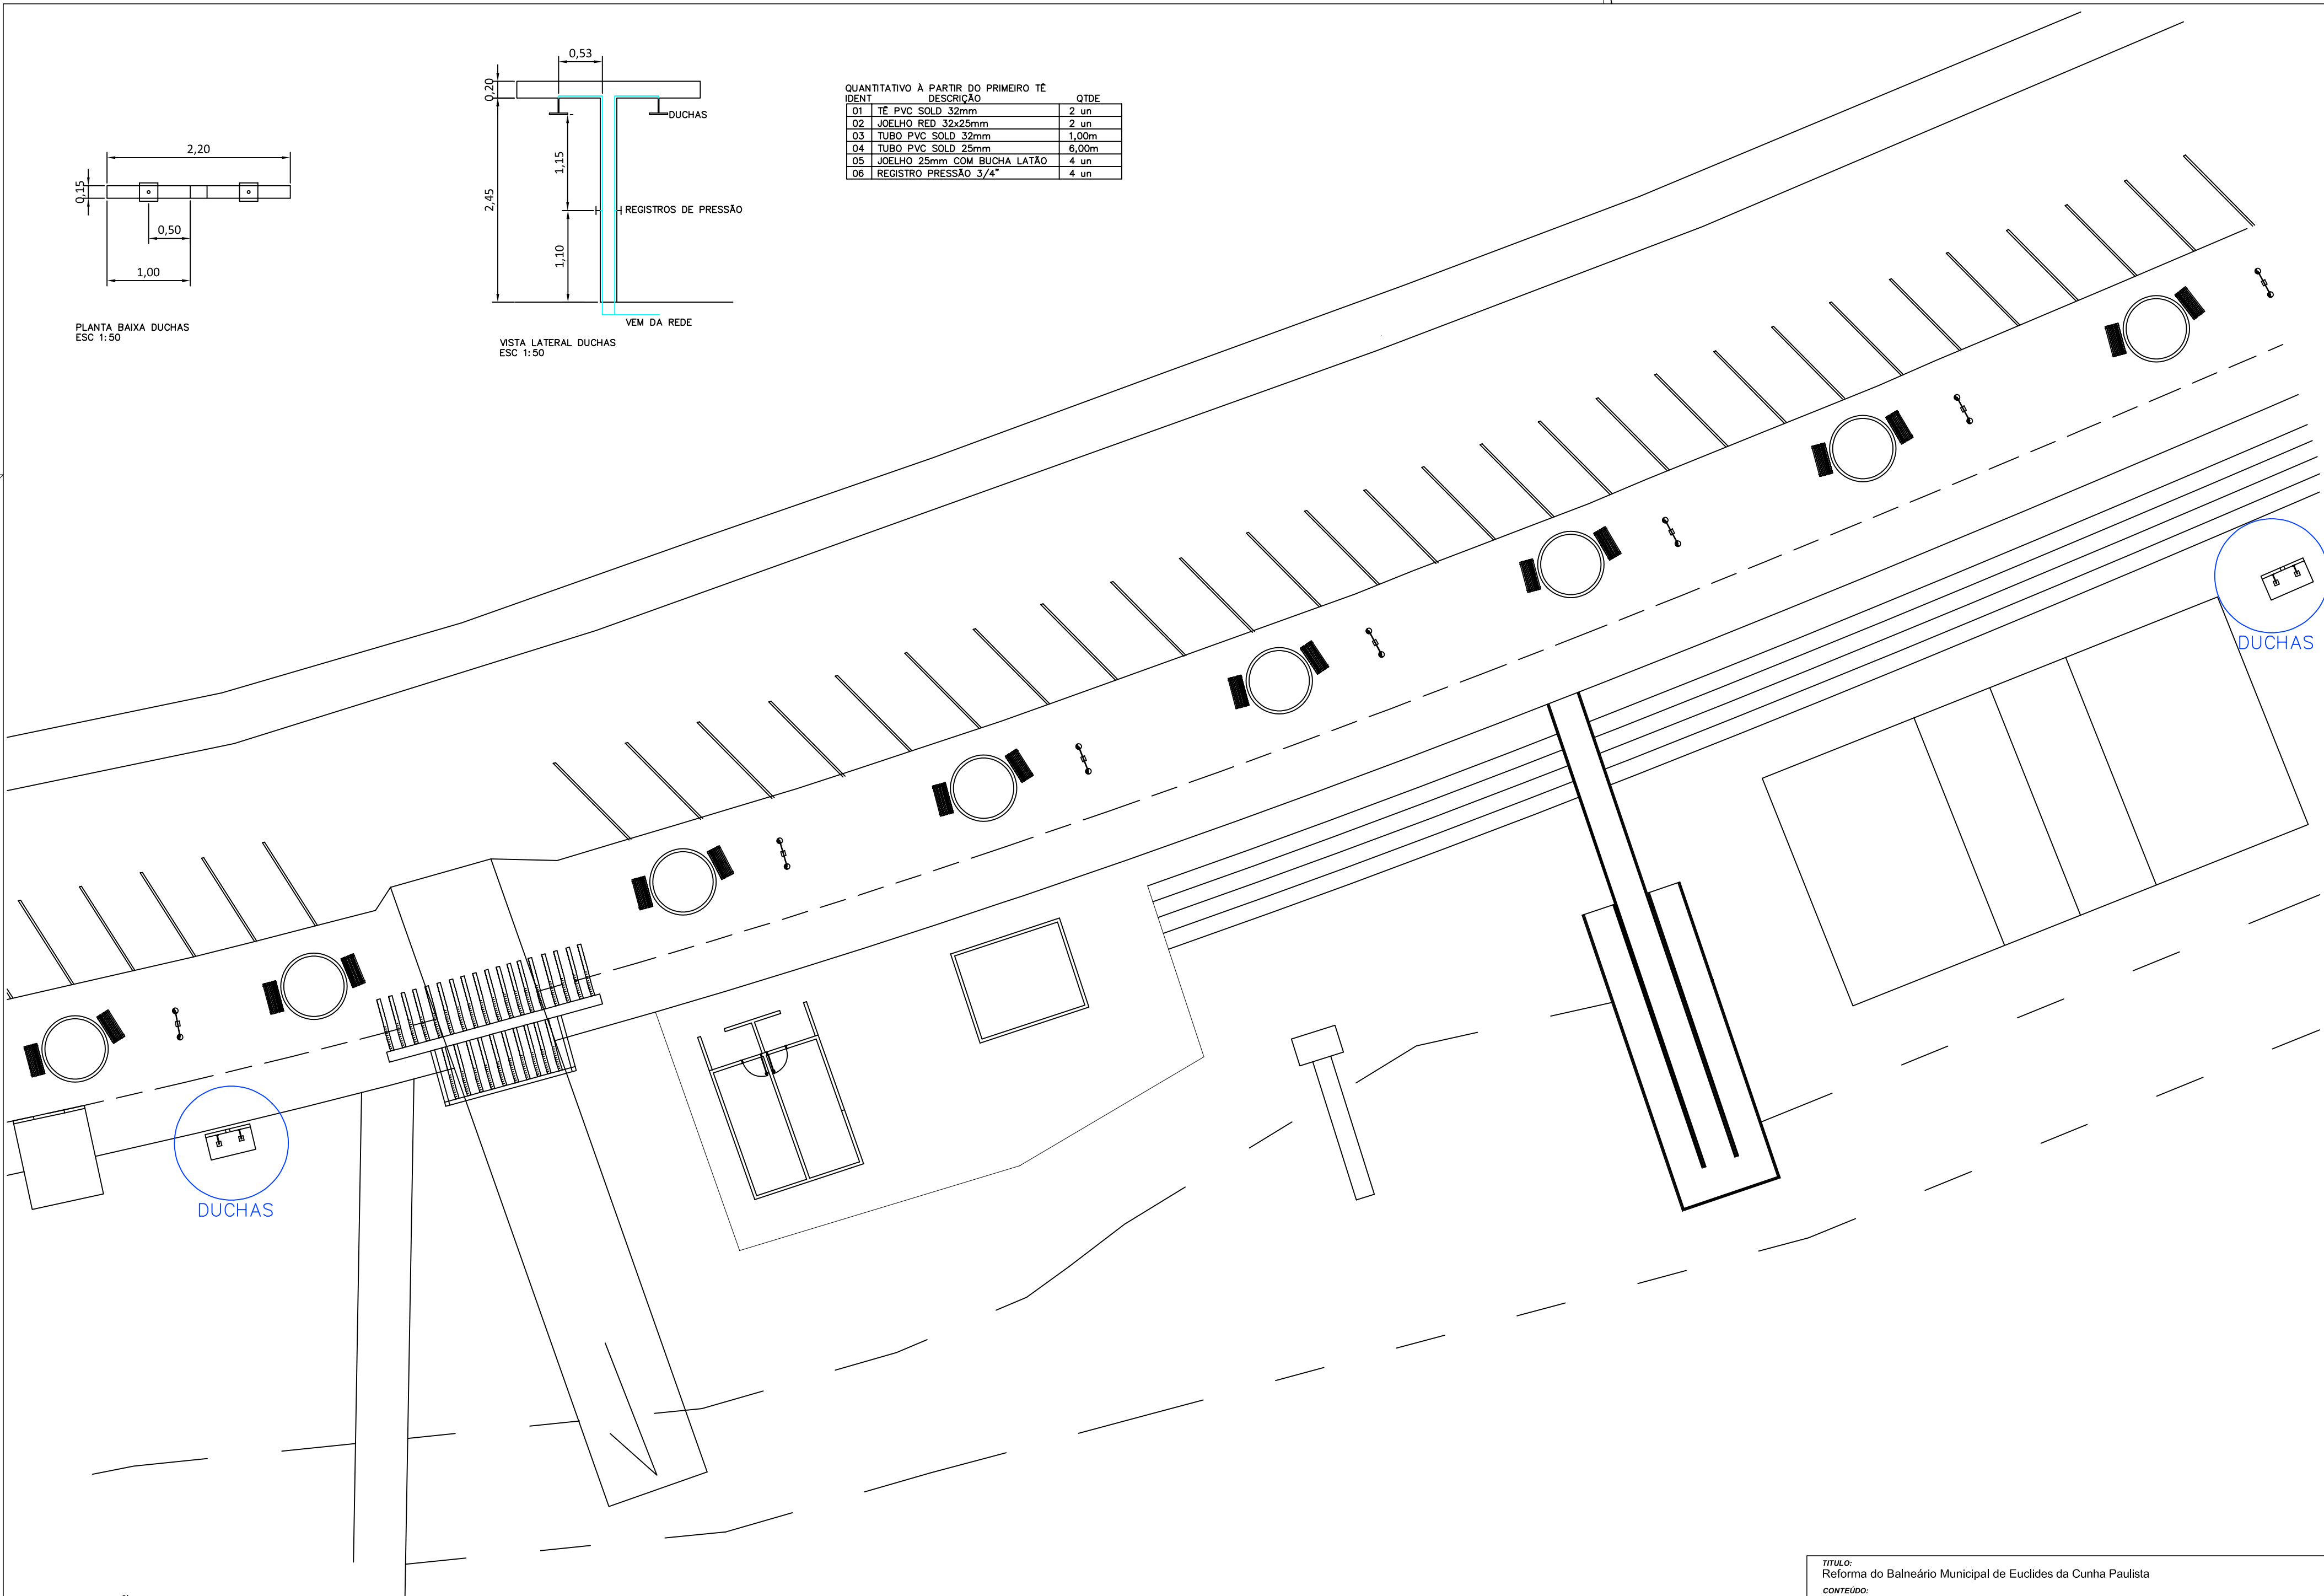 0,53
0,20
DUCHAS
1,15
2,45
REGISTROS DE PRESSÃO
1,10
VEM DA REDE
VISTA LATERAL DUCHAS
ESC 1:50
2,20
0,15
0,50
1,00
PLANTA BAIXA DUCHAS
ESC 1:50
QUANTITATIVO À PARTIR DO PRIMEIRO TÊ
IDENT DESCRIÇÃO QTDE
01 TÊ PVC SOLD 32mm 2 un
02 JOELHO RED 32x25mm 2 un
03 TUBO PVC SOLD 32mm 1,00m
04 TUBO PVC SOLD 25mm 6,00m
05 JOELHO 25mm COM BUCHA LATÃO 4 un
06 REGISTRO PRESSÃO 3/4" 4 un
DUCHAS
DUCHAS
TITULO:
Reforma do Balneário Municipal de Euclides da Cunha Paulista
CONTEÚDO: